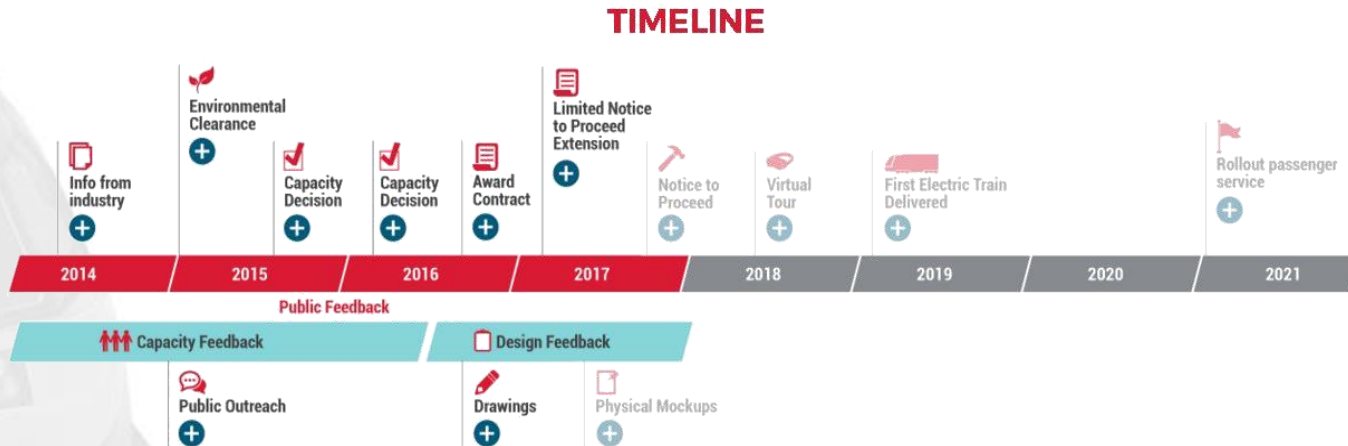 TIMELINE
Environmental
Clearance
Limited Notice
to Proceed
Extension
Info from
industry
Capacity
Decision
Capacity
Decision
Award
Contract
Notice to
Proceed
Virtual
Tour
First Electric Train
Delivered
Rollout passenger
service
2014
2015
2016
2017
2018
2019
2020
2021
Public Feedback
Capacity Feedback
Design Feedback
Public Outreach
Drawings
Physical Mockups